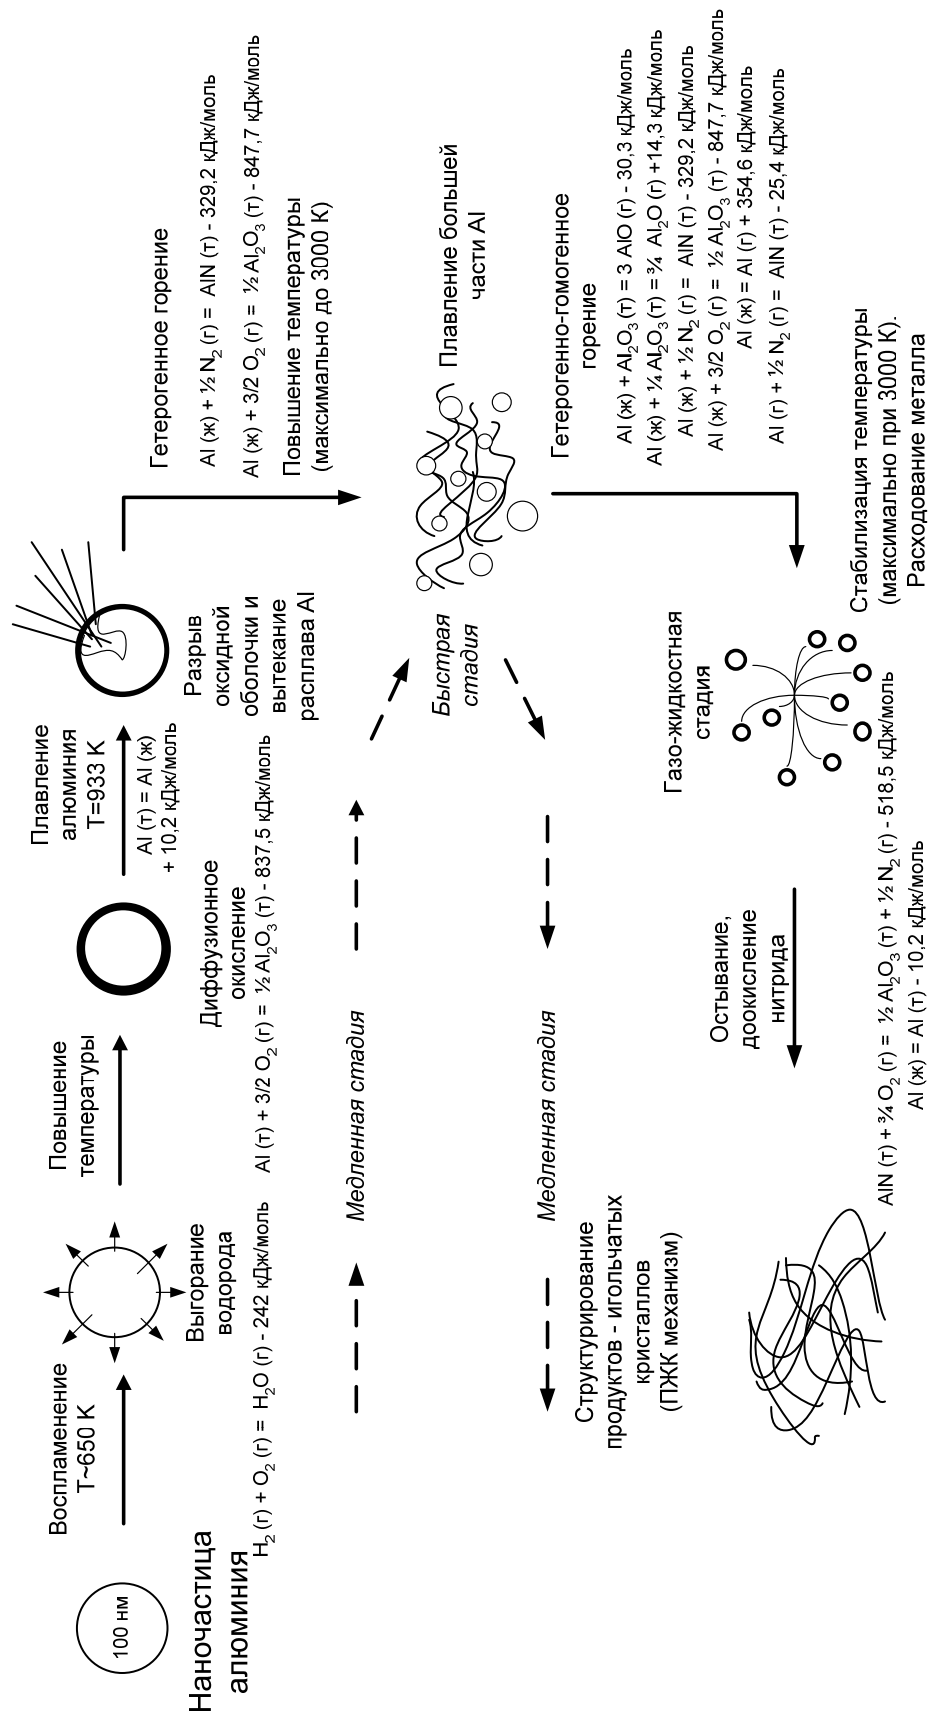 100 нм
Наночастица
алюминия
Воспламенение
T~650 К
Выгорание
водорода
H₂ (г) + O₂ (г) = H₂O (г) - 242 кДж/моль
Повышение
температуры
Диффузионное
окисление
Al (т) + 3/2 O₂ (г) = ½ Al₂O₃ (т) - 837,5 кДж/моль
Плавление
алюминия
T=933 К
Al (т) = Al (ж)
+ 10,2 кДж/моль
Разрыв
оксидной
оболочки и
вытекание
расплава Al
Гетерогенное горение
Al (ж) + ½ N₂ (г) = AlN (т) - 329,2 кДж/моль
Al (ж) + 3/2 O₂ (г) = ½ Al₂O₃ (т) - 847,7 кДж/моль
Повышение температуры
(максимально до 3000 К)
Медленная стадия
Быстрая
стадия
Плавление большей
части Al
Медленная стадия
Гетерогенно-гомогенное
горение
Al (ж) + Al₂O₃ (т) = 3 AlO (г) - 30,3 кДж/моль
Al (ж) + ¼ Al₂O₃ (т) = ¾ Al₂O (г) +14,3 кДж/моль
Al (ж) + ½ N₂ (г) = AlN (т) - 329,2 кДж/моль
Al (ж) + 3/2 O₂ (г) = ½ Al₂O₃ (т) - 847,7 кДж/моль
Al (ж) = Al (г) + 354,6 кДж/моль
Al (г) + ½ N₂ (г) = AlN (т) - 25,4 кДж/моль
Газо-жидкостная
стадия
Стабилизация температуры
(максимально при 3000 К).
Расходование металла
Остывание,
доокисление
нитрида
AlN (т) + ¾ O₂ (г) = ½ Al₂O₃ (т) + ½ N₂ (г) - 518,5 кДж/моль
Al (ж) = Al (т) - 10,2 кДж/моль
Структурирование
продуктов - игольчатых
кристаллов
(ПЖК механизм)